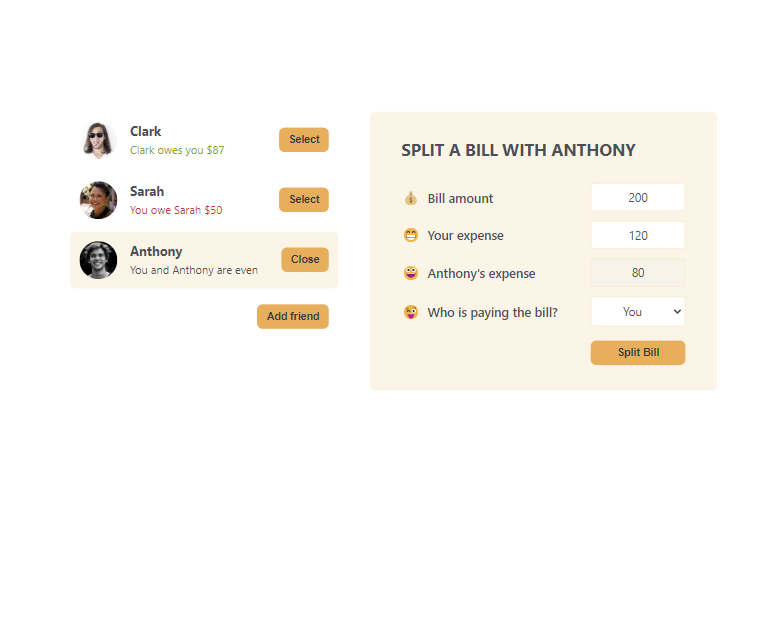 Clark
Clark owes you $87
Select
Sarah
You owe Sarah $50
Select
Anthony
You and Anthony are even
Close
Add friend
SPLIT A BILL WITH ANTHONY
Bill amount 200
Your expense 120
Anthony's expense 80
Who is paying the bill? You
Split Bill